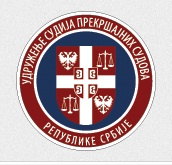 УДРУЖЕЊЕ СУДИЈА ПРЕКРШАЈНИХ СУДОВА
РЕПУБЛИКЕ СРБИЈЕ